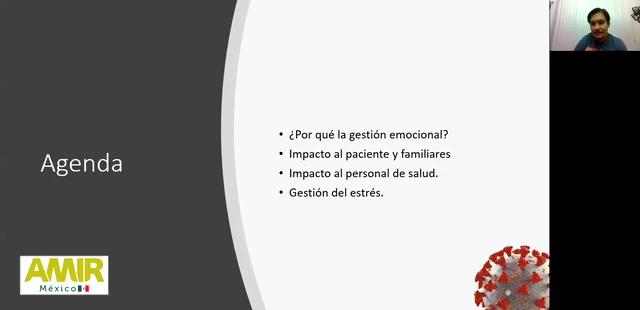 Agenda
¿Por qué la gestión emocional?
Impacto al paciente y familiares
Impacto al personal de salud.
Gestión del estrés.
AMIR
México